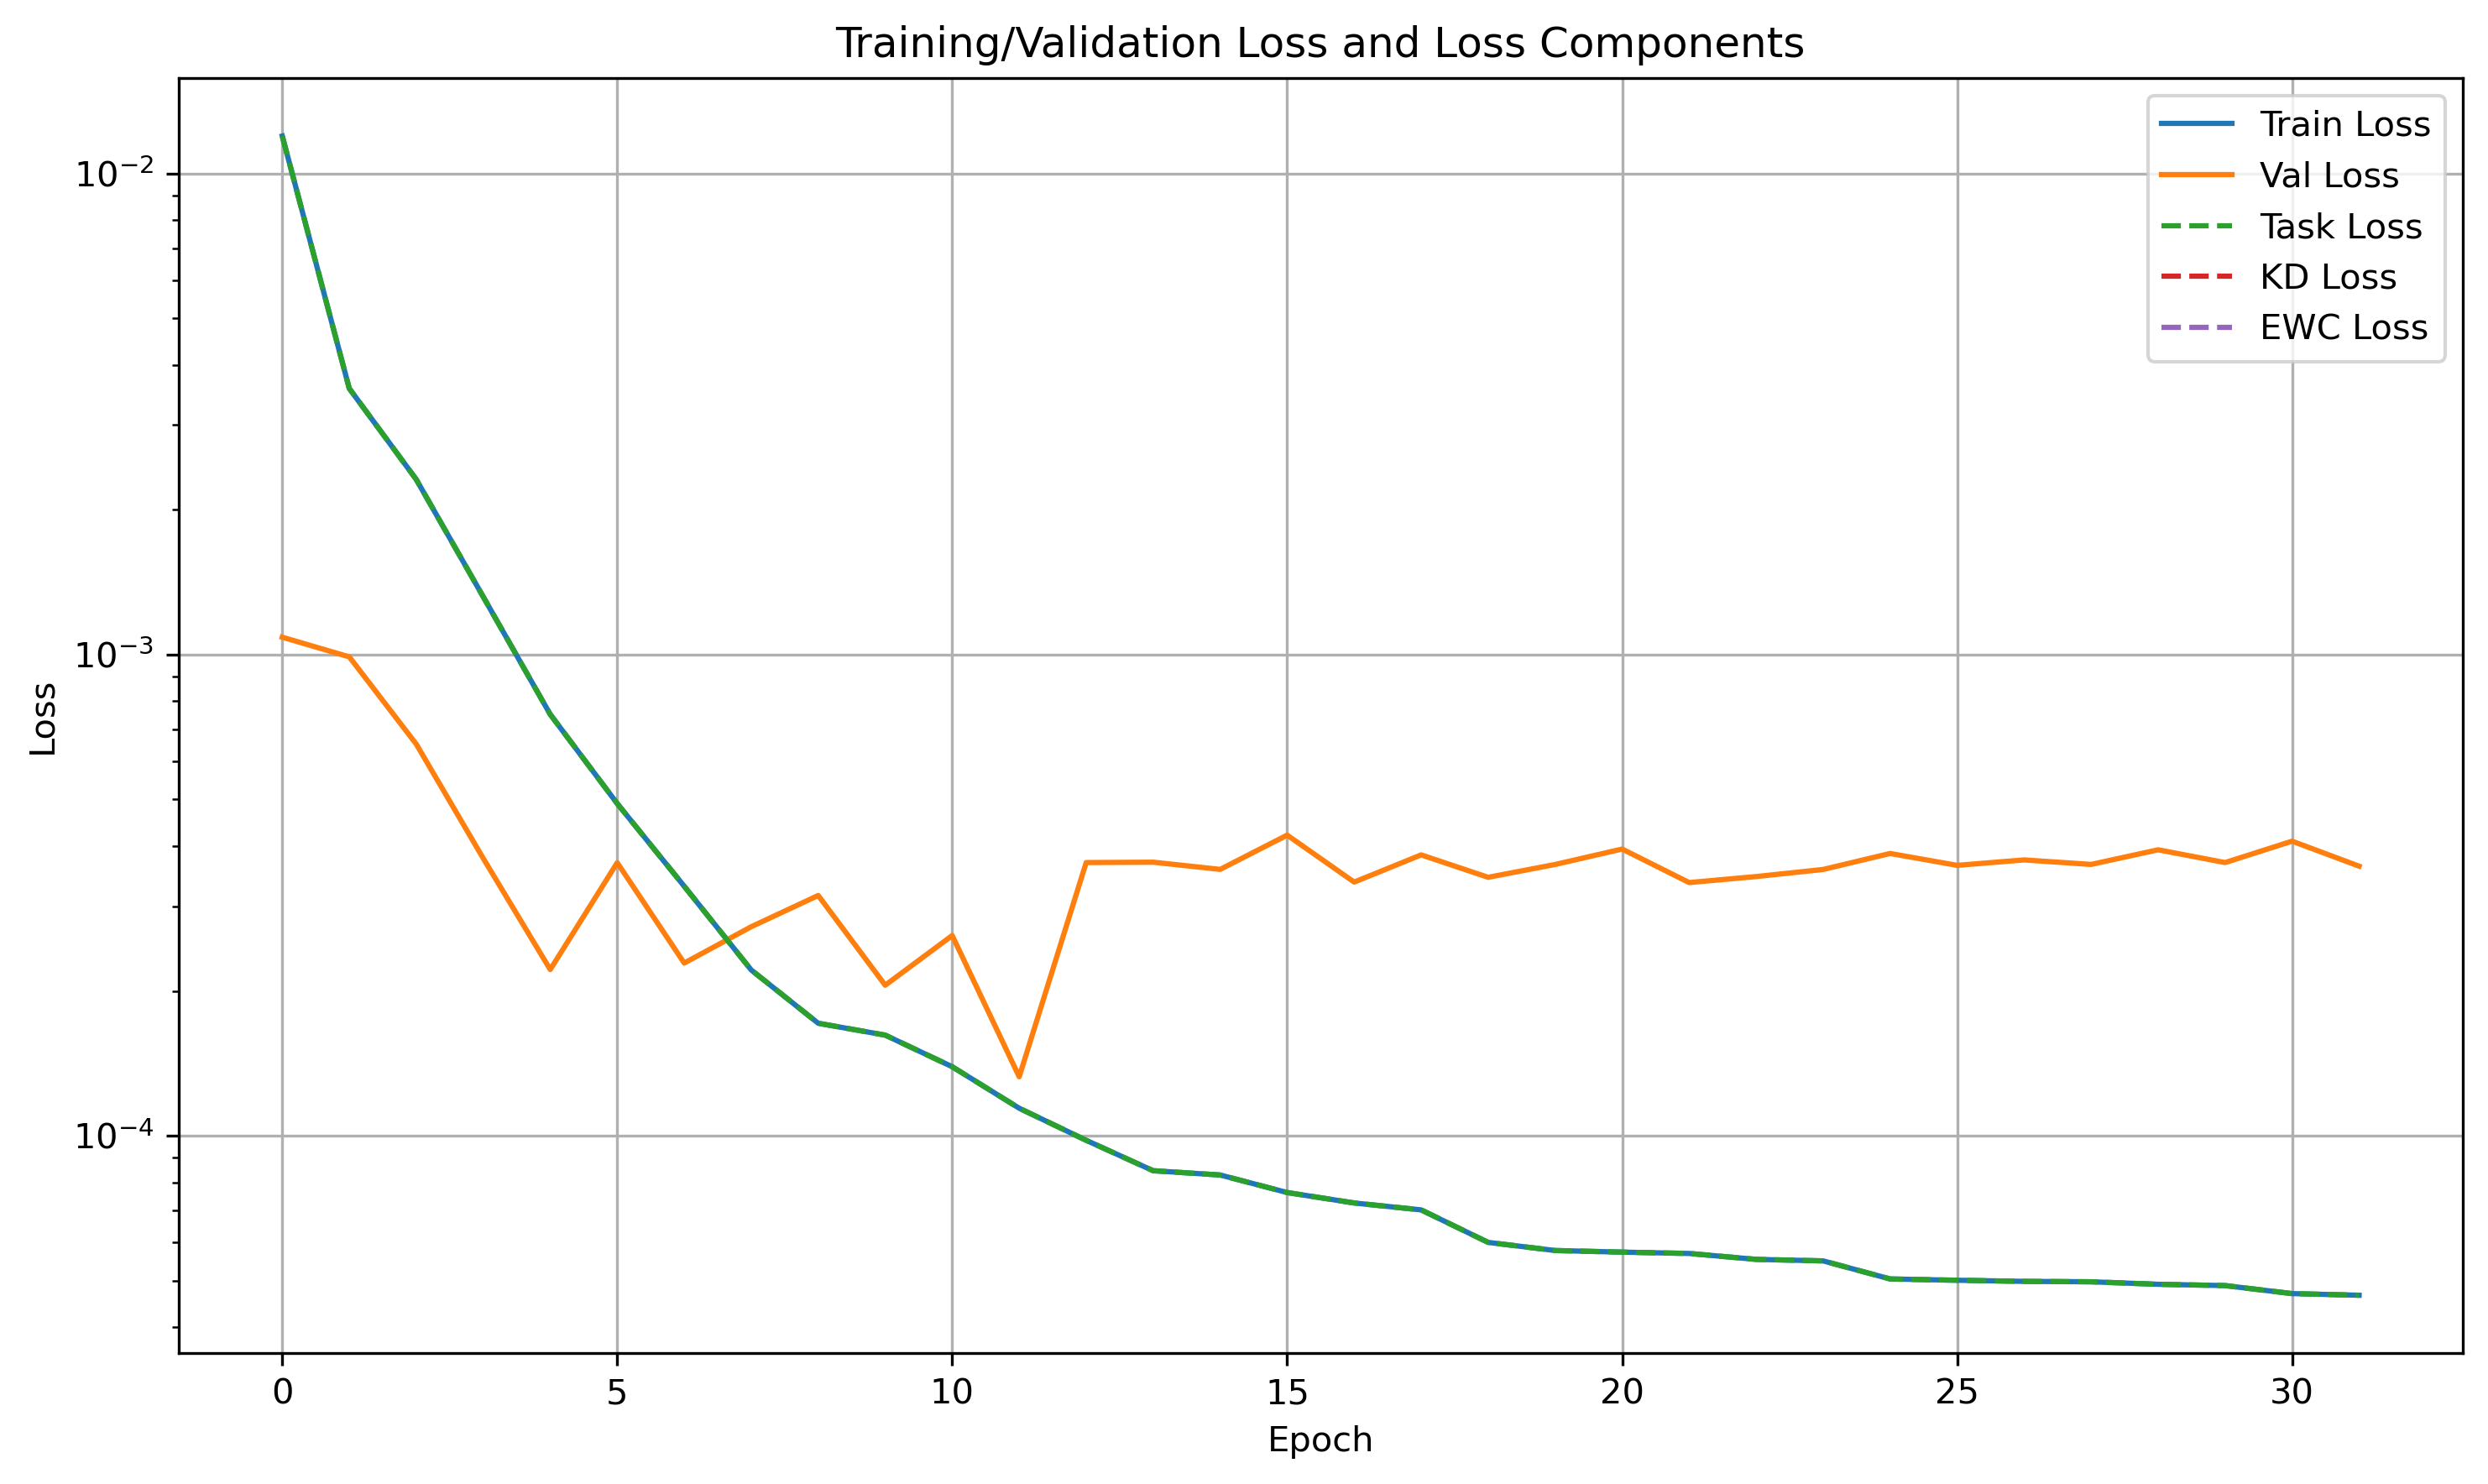 Training/Validation Loss and Loss Components
Train Loss
Val Loss
Task Loss
KD Loss
EWC Loss
10⁻²
10⁻³
10⁻⁴
Loss
0 5 10 15 20 25 30
Epoch